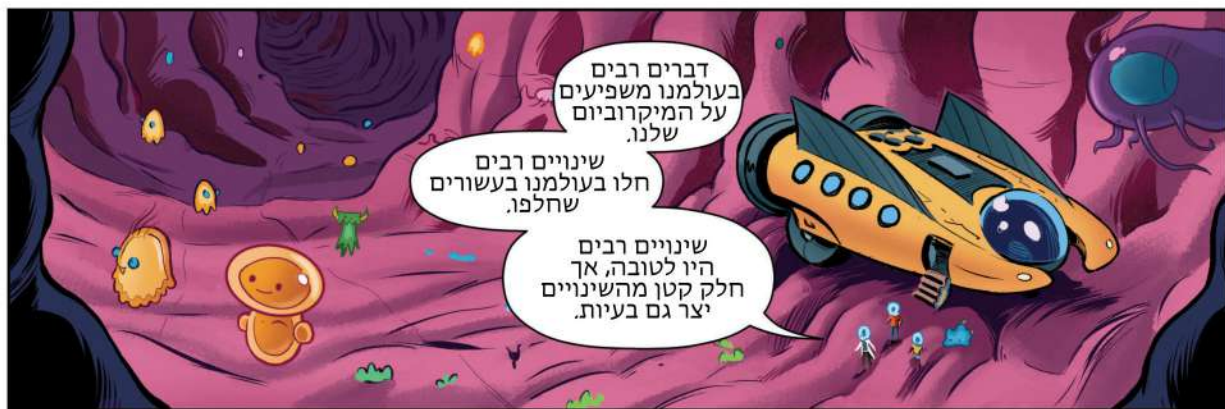 דברים רבים
בעולמנו משפיעים
על המיקרוביום
שלנו.
שינויים רבים
חלו בעולמנו בעשורים
שחלפו.
שינויים רבים
היו לטובה, אך
חלק קטן מהשינויים
יצר גם בעיות.